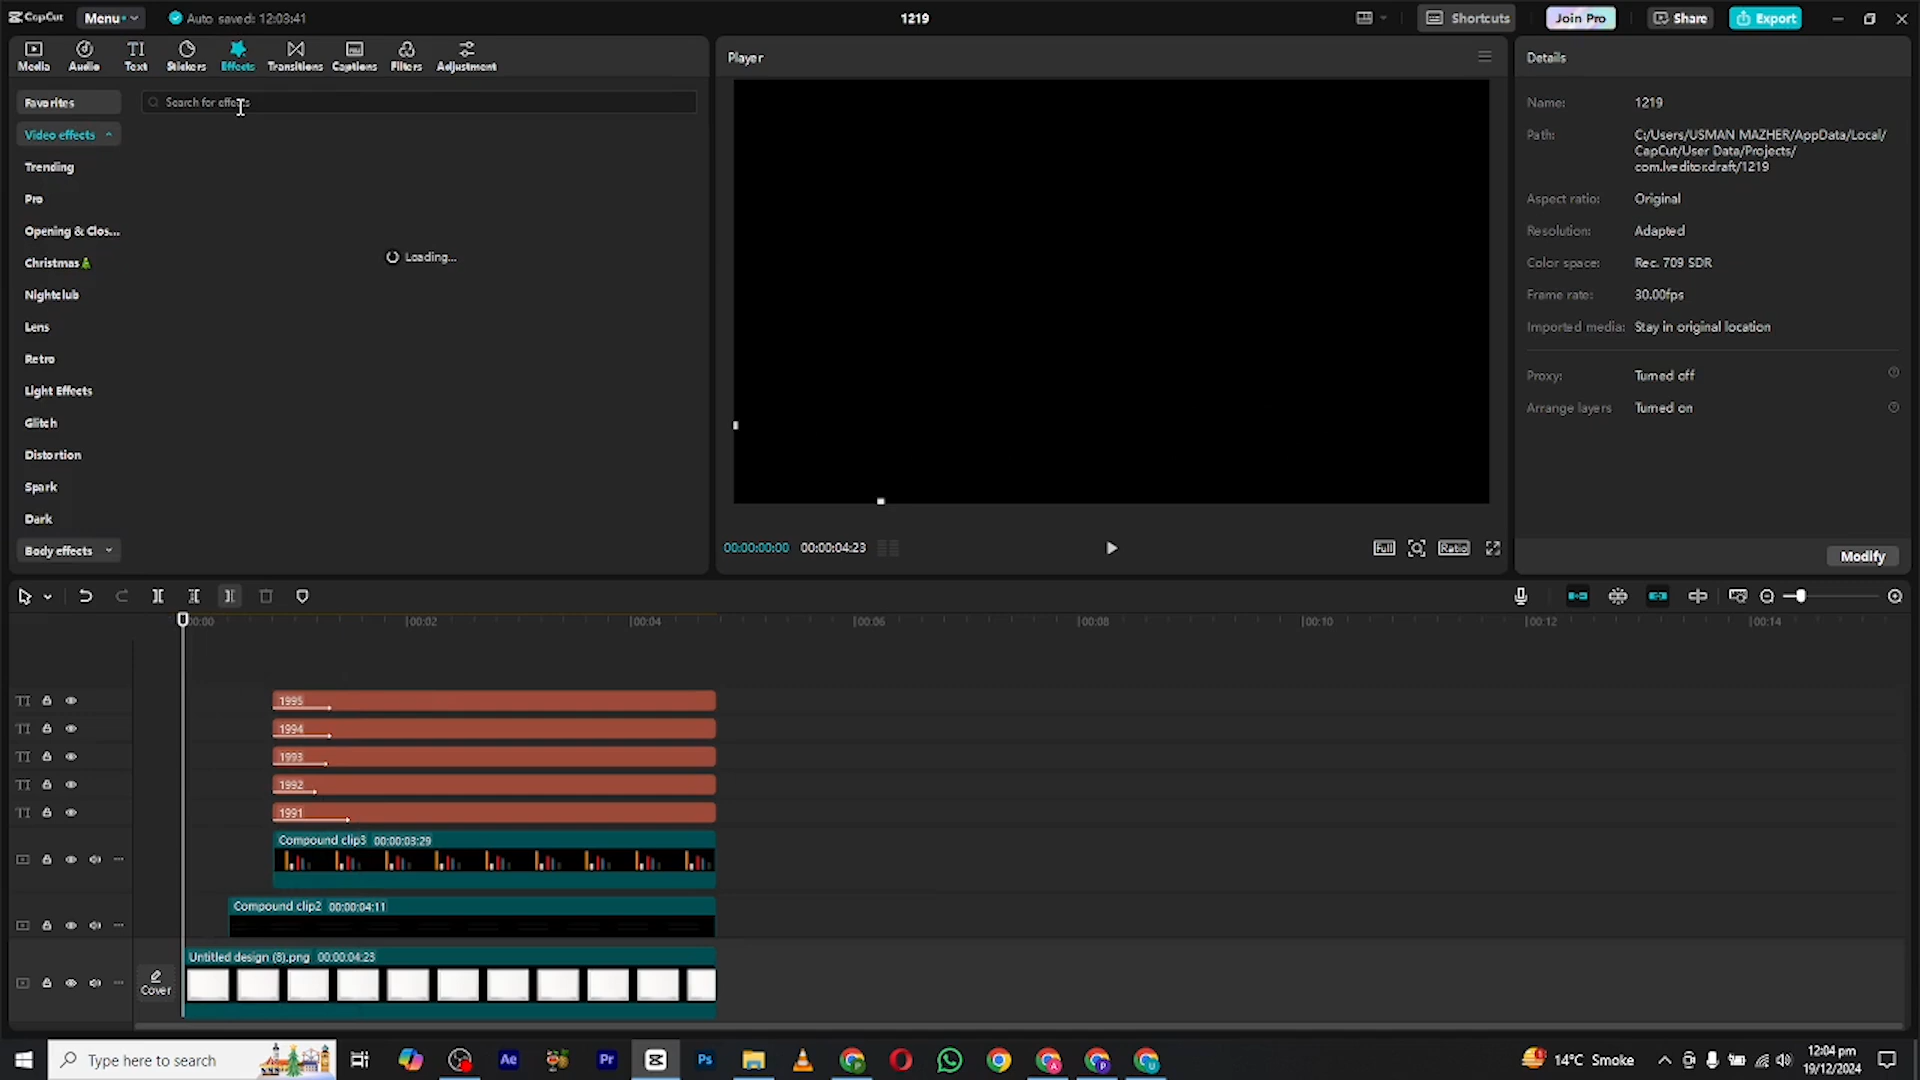 CapCut
Menu
Auto saved: 12:03:41
1219
Shortcuts
Join Pro
Share
Export
Media
Audio
Text
Stickers
Effects
Transitions
Captions
Filters
Adjustment
Favorites
Search for effects
Video effects
Trending
Pro
Opening & Clos...
Christmas
Nightclub
Lens
Retro
Light Effects
Glitch
Distortion
Spark
Dark
Body effects
Loading...
Player
00:00:00:00
00:00:04:23
Full
Ratio
Details
Name: 1219
Path: C:/Users/USMAN MAZHER/AppData/Local/
CapCut/User Data/Projects/
com.lveditor.draft/1219
Aspect ratio: Original
Resolution: Adapted
Color space: Rec. 709 SDR
Frame rate: 30.00fps
Imported media: Stay in original location
Proxy: Turned off
Arrange layers Turned on
Modify
00:00
00:02
00:04
00:06
00:08
00:10
00:12
00:14
TI
1995
TI
1994
TI
1993
TI
1992
TI
1991
Compound clip3 00:00:03:29
Compound clip2 00:00:04:11
Untitled design (8).png 00:00:04:23
Cover
Type here to search
Ae
Pr
Ps
14°C Smoke
12:04 pm
19/12/2024